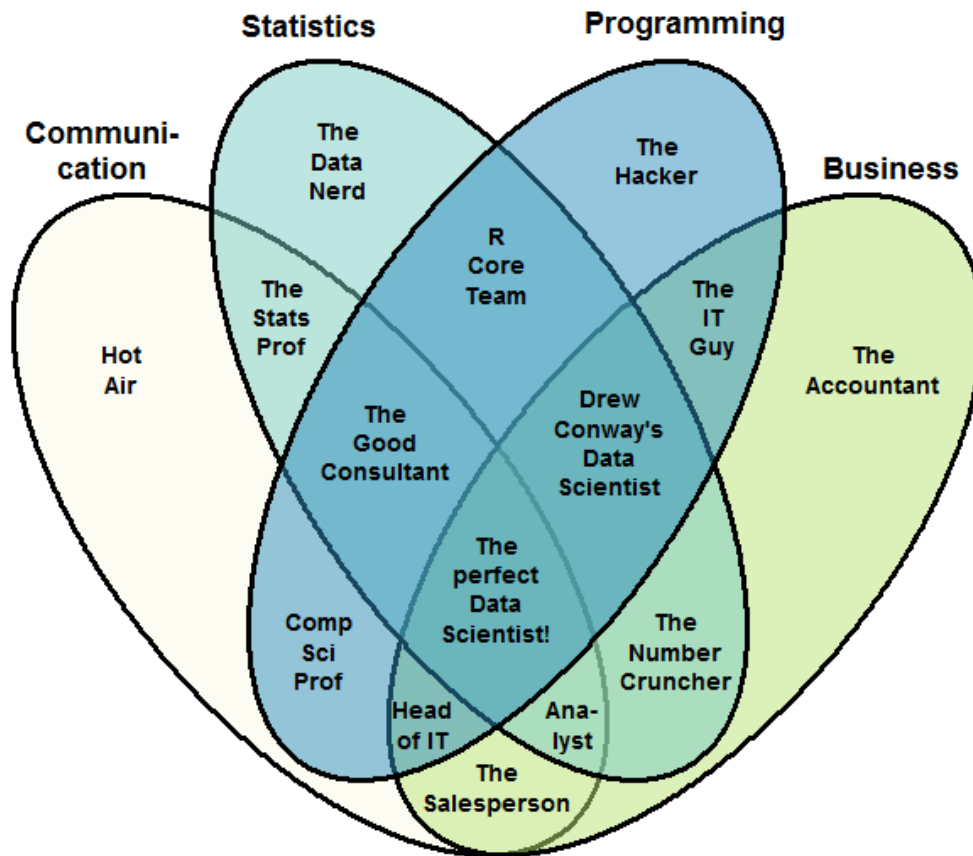 Statistics
Programming
Communi-
cation
Business
The
Data
Nerd
The
Hacker
R
Core
Team
The
Stats
Prof
The
IT
Guy
Hot
Air
The
Accountant
The
Good
Consultant
Drew
Conway's
Data
Scientist
The
perfect
Data
Scientist!
Comp
Sci
Prof
The
Number
Cruncher
Head
of IT
Ana-
lyst
The
Salesperson